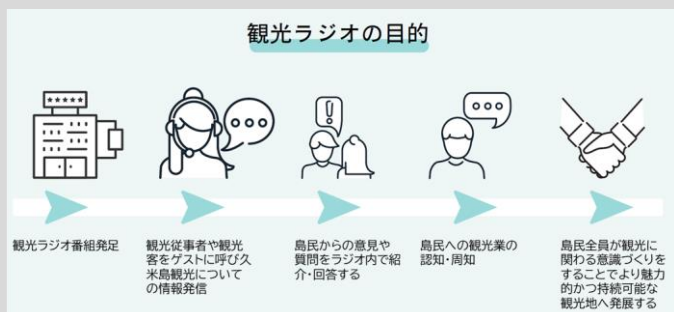 観光ラジオの目的
観光ラジオ番組発足
観光従事者や観光
客をゲストに呼び久
米島観光について
の情報発信
島民からの意見や
質問をラジオ内で紹
介・回答する
島民への観光業の
認知・周知
島民全員が観光に
関わる意識づくりを
することでより魅力
的かつ持続可能な
観光地へ発展する